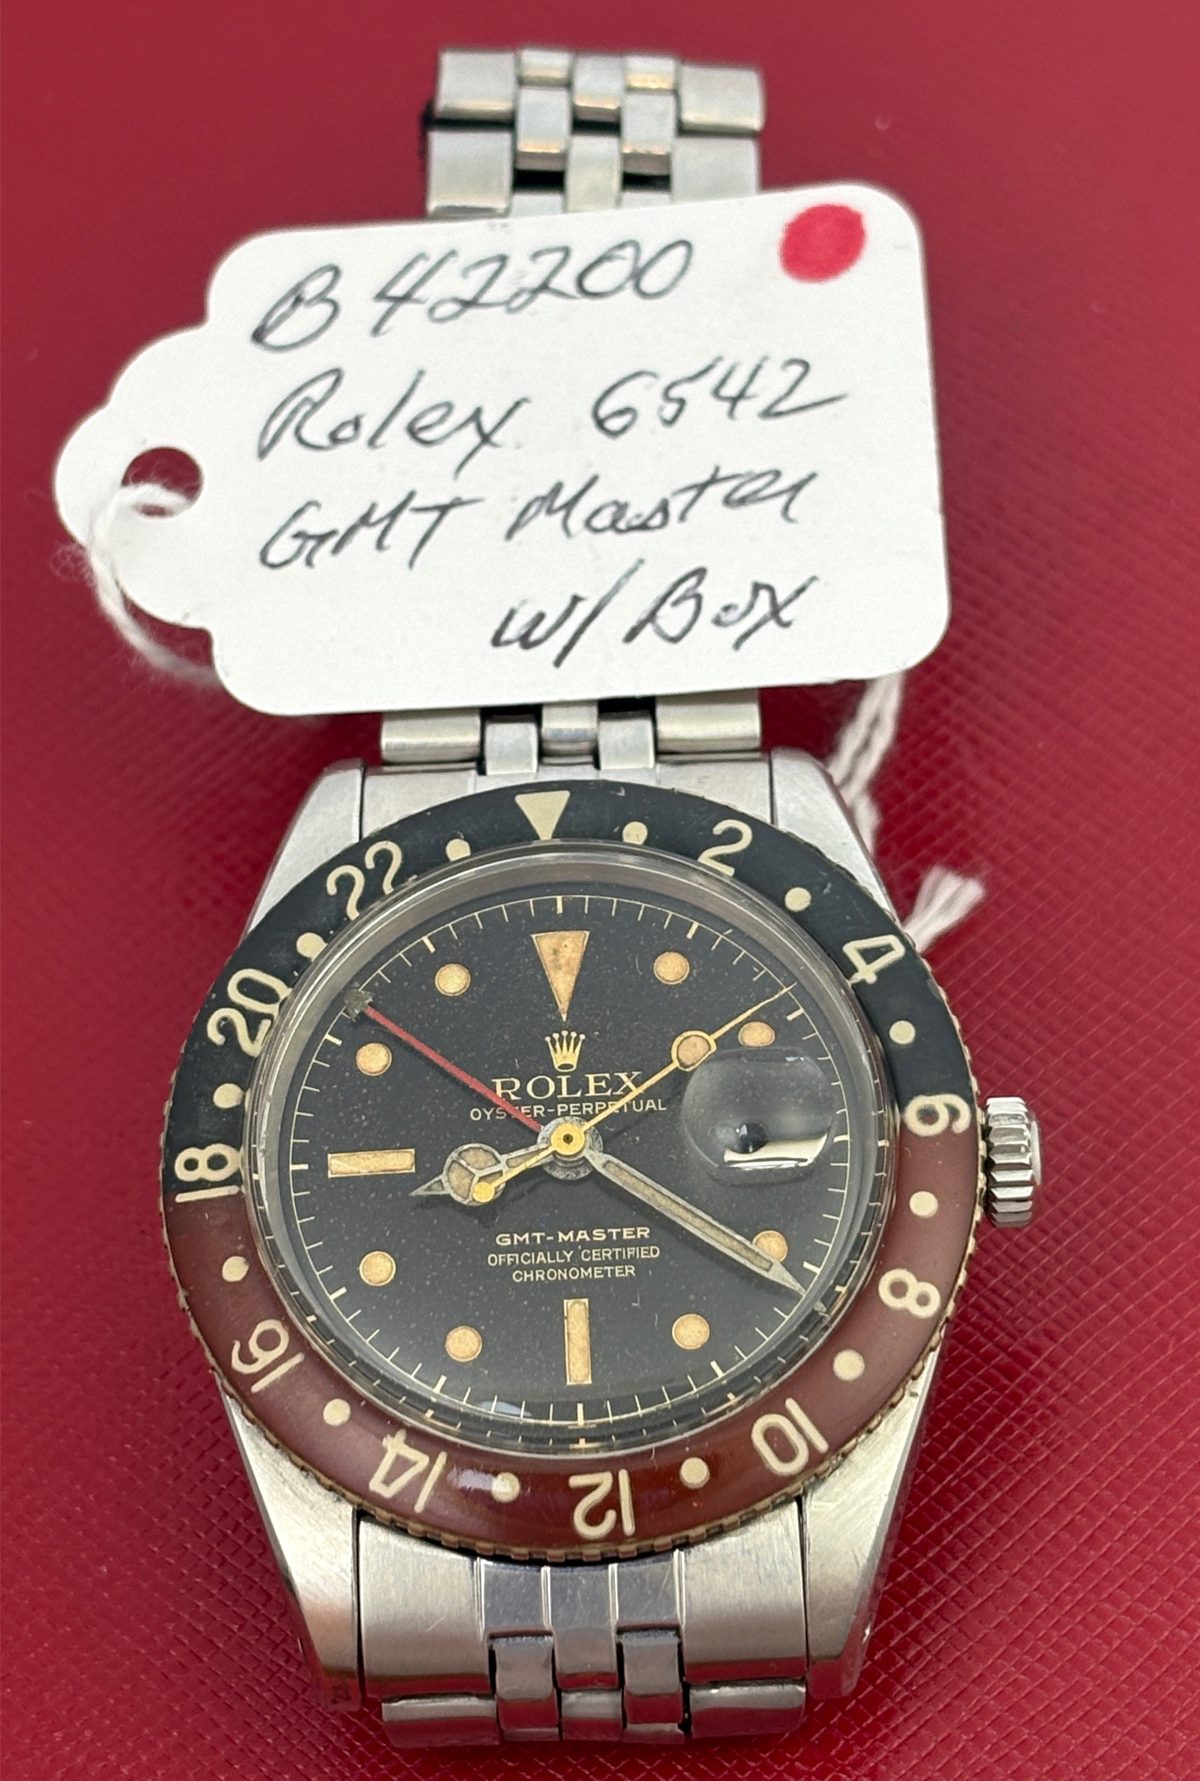 B42200
Rolex 6542
GMT Master
w/ Box
2
4
6
8
10
12
14
16
18
20
22
ROLEX
OYSTER-PERPETUAL
GMT-MASTER
OFFICIALLY CERTIFIED
CHRONOMETER